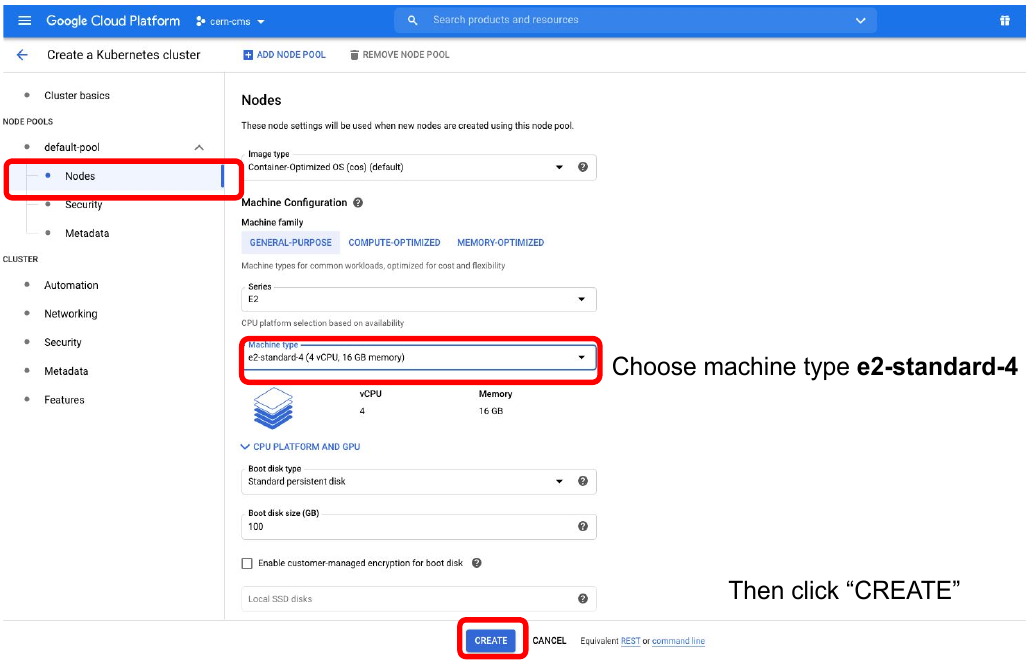 Google Cloud Platform cern-cms Search products and resources
Create a Kubernetes cluster ADD NODE POOL REMOVE NODE POOL
Cluster basics
NODE POOLS
default-pool
Nodes
Security
Metadata
CLUSTER
Automation
Networking
Security
Metadata
Features
Nodes
These node settings will be used when new nodes are created using this node pool.
Image type
Container-Optimized OS (cos) (default)
Machine Configuration
Machine family
GENERAL-PURPOSE COMPUTE-OPTIMIZED MEMORY-OPTIMIZED
Machine types for common workloads, optimized for cost and flexibility
Series
E2
CPU platform selection based on availability
Machine type
e2-standard-4 (4 vCPU, 16 GB memory)
Choose machine type e2-standard-4
vCPU Memory
4 16 GB
CPU PLATFORM AND GPU
Boot disk type
Standard persistent disk
Boot disk size (GB)
100
Enable customer-managed encryption for boot disk
Local SSD disks
Then click “CREATE”
CREATE CANCEL Equivalent REST or command line